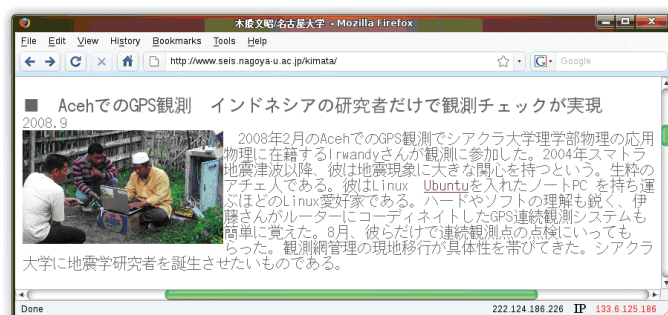 木股文昭/名古屋大学 - Mozilla Firefox
File Edit View History Bookmarks Tools Help
http://www.seis.nagoya-u.ac.jp/kimata/
G Google
■ AcehでのGPS観測 インドネシアの研究者だけで観測チェックが実現
2008.9
2008年2月のAcehでのGPS観測でシアクラ大学理学部物理の応用
物理に在籍するIrwandyさんが観測に参加した。2004年スマトラ
地震津波以降、彼は地震現象に大きな関心を持つという。生粋の
アチェ人である。彼はLinux Ubuntuを入れたノートPC を持ち運
ぶほどのLinux愛好家である。ハードやソフトの理解も鋭く、伊
藤さんがルーターにコーディネイトしたGPS連続観測システムも
簡単に覚えた。8月、彼らだけで連続観測点の点検にいっても
らった。観測網管理の現地移行が具体性を帯びてきた。シアクラ
大学に地震学研究者を誕生させたいものである。
Done 222.124.186.226 IP 133.6.125.186